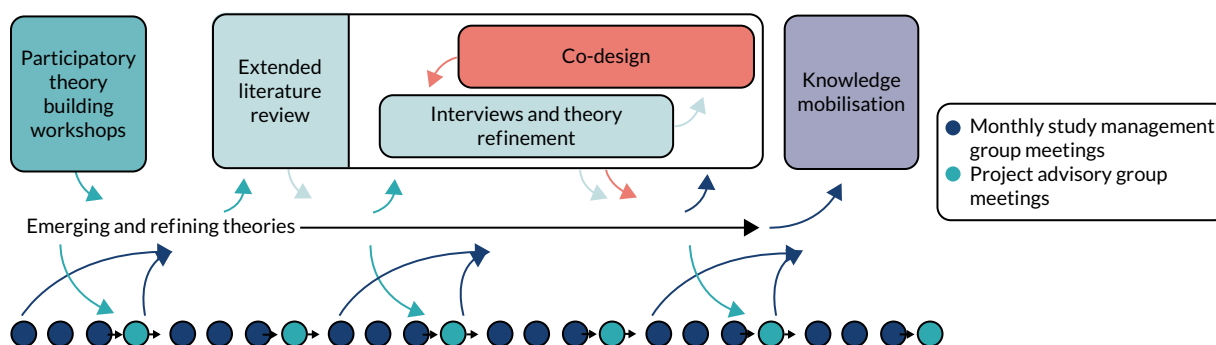 Participatory
theory
building
workshops
Extended
literature
review
Co-design
Interviews and theory
refinement
Knowledge
mobilisation
Monthly study management
group meetings
Project advisory group
meetings
Emerging and refining theories